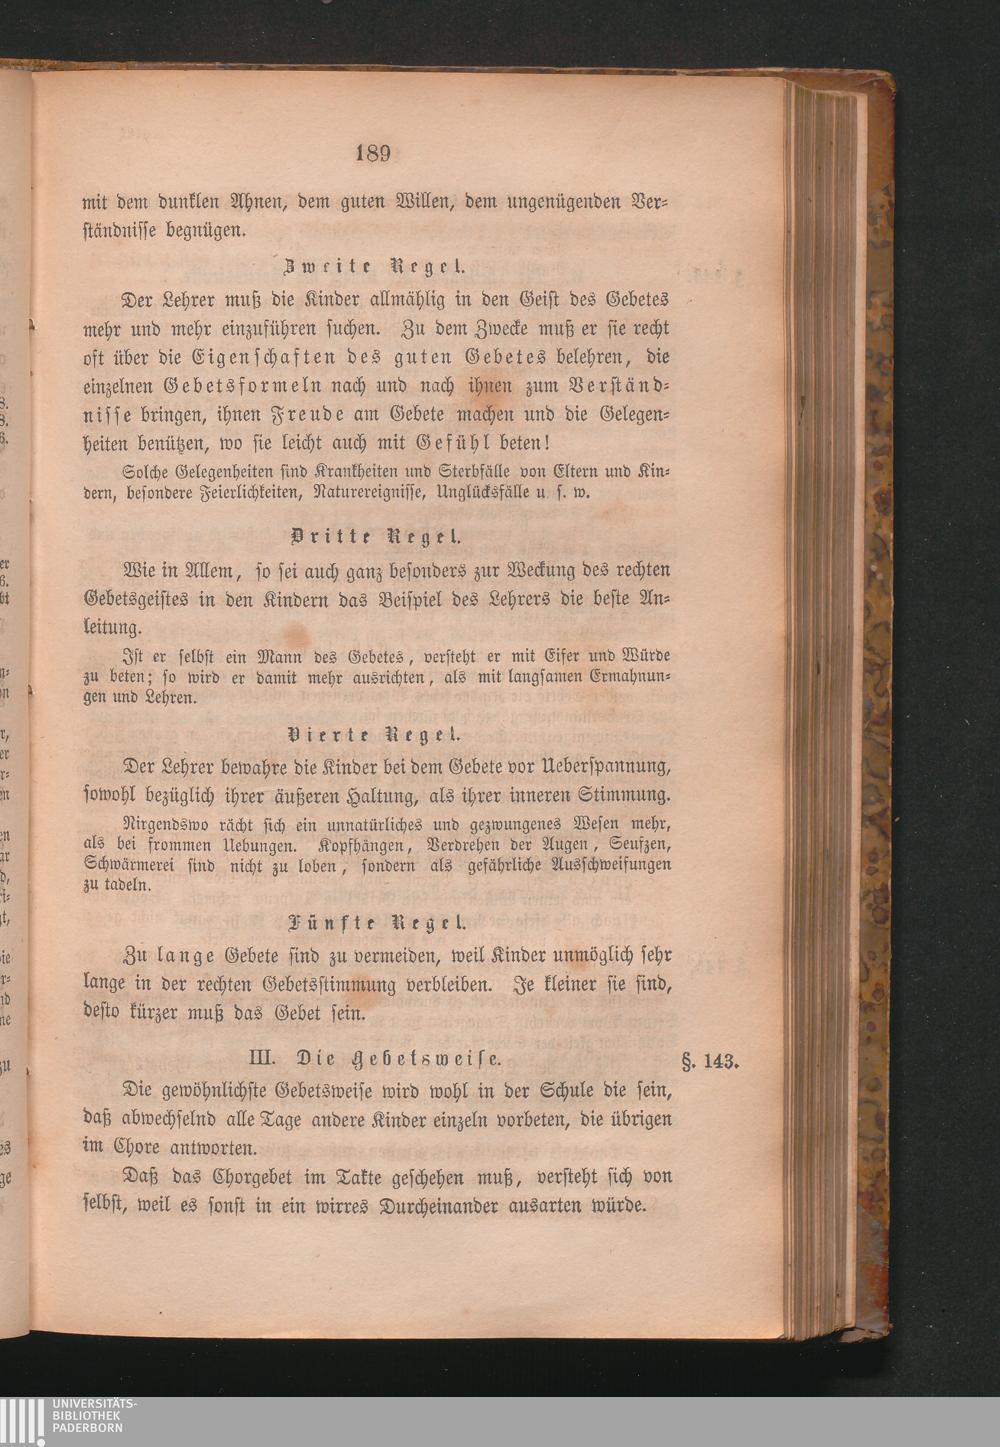 189
mit dem dunklen Ahnen, dem guten Willen, dem ungenügenden Ver-
ständnisse begnügen.
Zweite Regel.
Der Lehrer muß die Kinder allmählig in den Geist des Gebetes
mehr und mehr einzuführen suchen. Zu dem Zwecke muß er sie recht
oft über die Eigenschaften des guten Gebetes belehren, die
einzelnen Gebetsformeln nach und nach ihnen zum Verständ-
nisse bringen, ihnen Freude am Gebete machen und die Gelegen-
heiten benützen, wo sie leicht auch mit Gefühl beten!
Solche Gelegenheiten sind Krankheiten und Sterbfälle von Eltern und Kin-
dern, besondere Feierlichkeiten, Naturereignisse, Unglücksfälle u. s. w.
Dritte Regel.
Wie in Allem, so sei auch ganz besonders zur Weckung des rechten
Gebetsgeistes in den Kindern das Beispiel des Lehrers die beste An-
leitung.
Ist er selbst ein Mann des Gebetes, versteht er mit Eifer und Würde
zu beten; so wird er damit mehr ausrichten, als mit langsamen Ermahnun-
gen und Lehren.
Vierte Regel.
Der Lehrer bewahre die Kinder bei dem Gebete vor Ueberspannung,
sowohl bezüglich ihrer äußeren Haltung, als ihrer inneren Stimmung.
Nirgendswo rächt sich ein unnatürliches und gezwungenes Wesen mehr,
als bei frommen Uebungen. Kopfhängen, Verdrehen der Augen, Seufzen,
Schwärmerei sind nicht zu loben, sondern als gefährliche Ausschweifungen
zu tadeln.
Fünfte Regel.
Zu lange Gebete sind zu vermeiden, weil Kinder unmöglich sehr
lange in der rechten Gebetsstimmung verbleiben. Je kleiner sie sind,
desto kürzer muß das Gebet sein.
III. Die Gebetsweise. §. 143.
Die gewöhnlichste Gebetsweise wird wohl in der Schule die sein,
daß abwechselnd alle Tage andere Kinder einzeln vorbeten, die übrigen
im Chore antworten.
Daß das Chorgebet im Takte geschehen muß, versteht sich von
selbst, weil es sonst in ein wirres Durcheinander ausarten würde.
UNIVERSITÄTS-
BIBLIOTHEK
PADERBORN